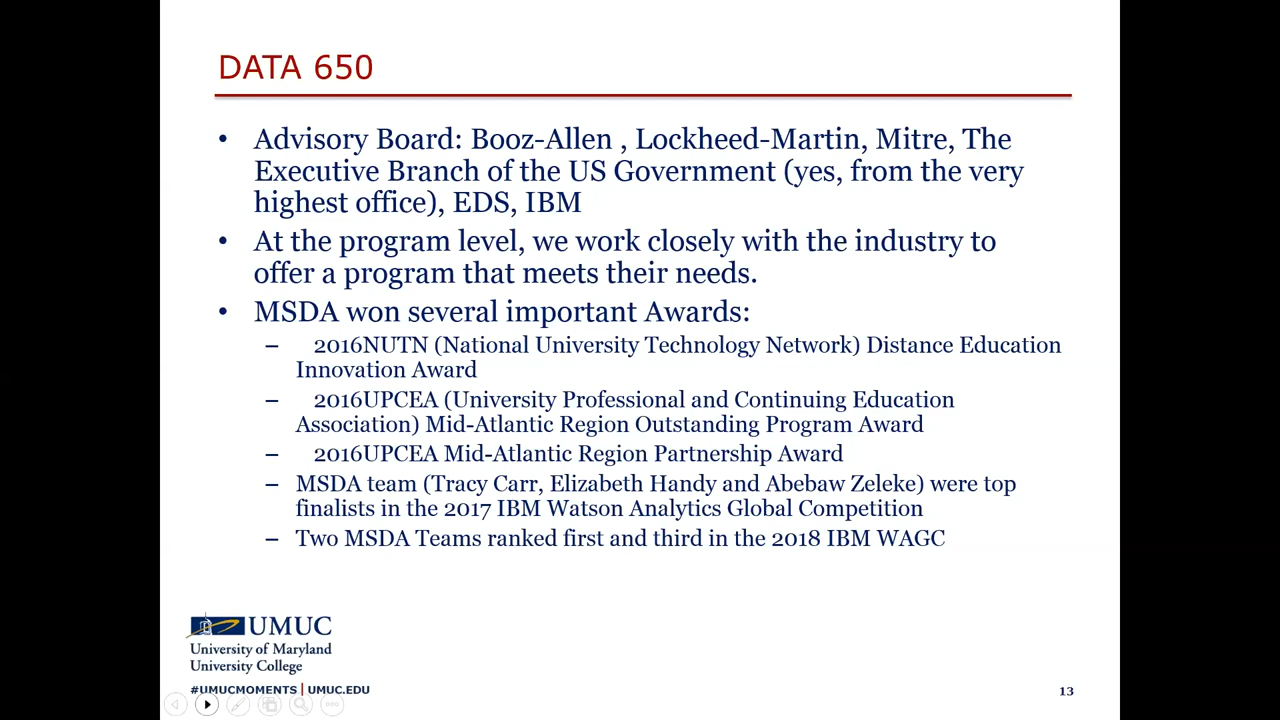 DATA 650
• Advisory Board: Booz-Allen , Lockheed-Martin, Mitre, The
Executive Branch of the US Government (yes, from the very
highest office), EDS, IBM
• At the program level, we work closely with the industry to
offer a program that meets their needs.
• MSDA won several important Awards:
– 2016NUTN (National University Technology Network) Distance Education
Innovation Award
– 2016UPCEA (University Professional and Continuing Education
Association) Mid-Atlantic Region Outstanding Program Award
– 2016UPCEA Mid-Atlantic Region Partnership Award
– MSDA team (Tracy Carr, Elizabeth Handy and Abebaw Zeleke) were top
finalists in the 2017 IBM Watson Analytics Global Competition
– Two MSDA Teams ranked first and third in the 2018 IBM WAGC
UMUC
University of Maryland
University College
#UMUCMOMENTS | UMUC.EDU
13